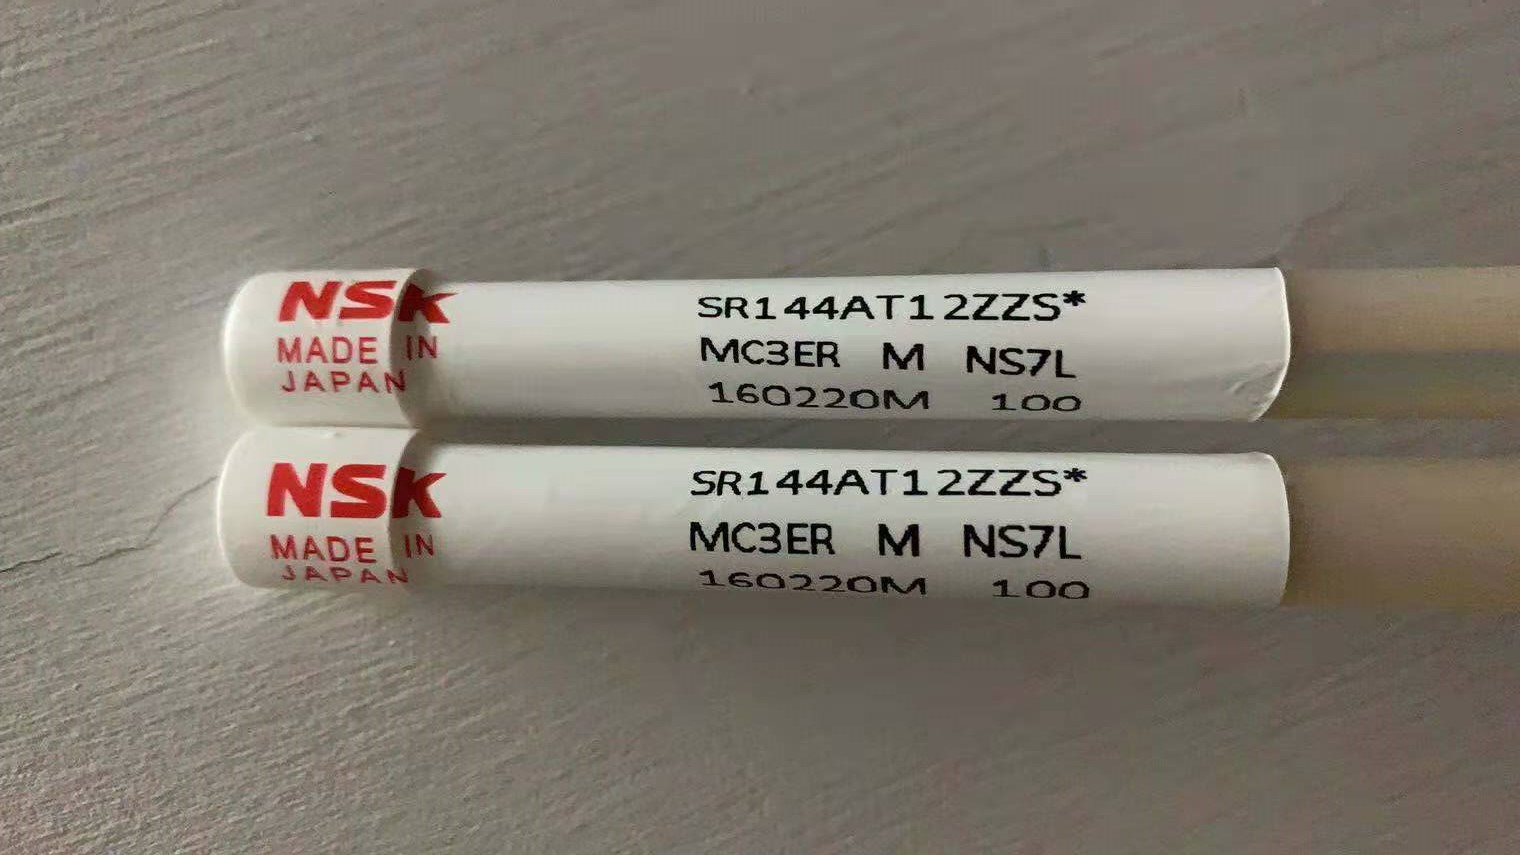 NSK
MADE IN
JAPAN
SR144AT12ZZS*
MC3ER M NS7L
160220M 100
NSK
MADE IN
JAPAN
SR144AT12ZZS*
MC3ER M NS7L
160220M 100